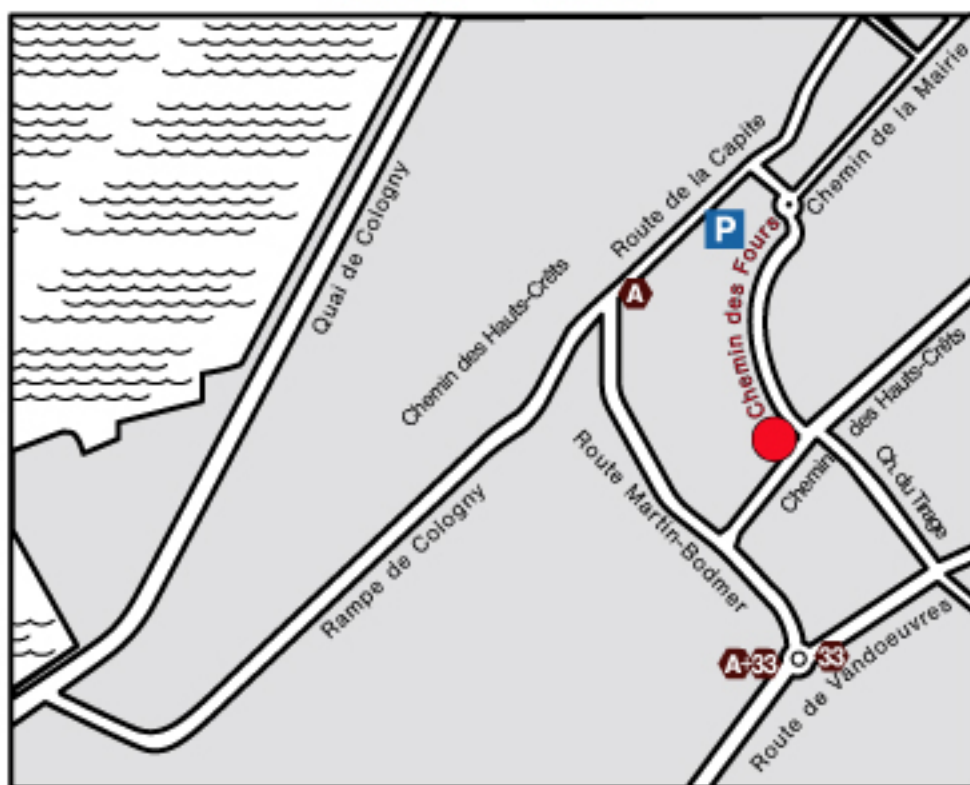 Chemin de la Mairie
Route de la Capite
P
Quai de Cologny
Chemin des Fours
Chemin des Hauts-Crêts
A
Chemin des Hauts-Crêts
Route Martin-Bodmer
Ch. du Tirage
Rampe de Cologny
A+33
33
Route de Vandoeuvres